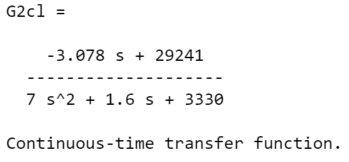 G2cl =
-3.078 s + 29241
---------------------
7 s^2 + 1.6 s + 3330
Continuous-time transfer function.